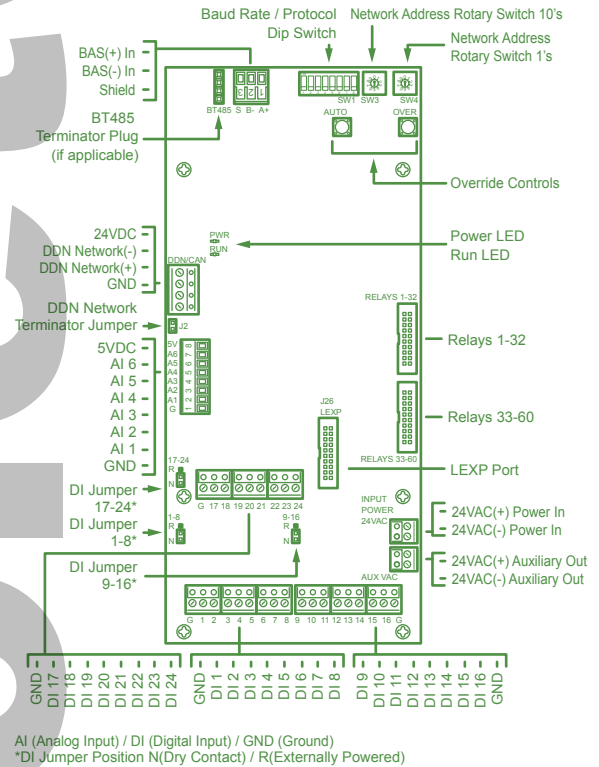 Baud Rate / Protocol
Dip Switch
Network Address Rotary Switch 10's
Network Address
Rotary Switch 1's
BAS(+) In
BAS(-) In
Shield
BT485
Terminator Plug
(if applicable)
BT485
S B- A+
3 2 1
SW1
SW3
SW4
AUTO
OVER
Override Controls
24VDC
DDN Network(-)
DDN Network(+)
GND
PWR
RUN
Power LED
Run LED
DDN/CAN
DDN Network
Terminator Jumper
J2
RELAYS 1-32
Relays 1-32
5VDC
AI 6
AI 5
AI 4
AI 3
AI 2
AI 1
GND
5V 8
A6 7
A5 6
A4 5
A3 4
A2 3
A1 2
G 1
J26
LEXP
Relays 33-60
RELAYS 33-60
LEXP Port
17-24
R
N
DI Jumper
17-24*
G 17 18 19 20 21 22 23 24
INPUT
POWER
24VAC
24VAC(+) Power In
24VAC(-) Power In
1-8
R
N
DI Jumper
1-8*
9-16
R
N
DI Jumper
9-16*
24VAC(+) Auxiliary Out
24VAC(-) Auxiliary Out
AUX VAC
G 1 2 3 4 5 6 7 8 9 10 11 12 13 14 15 16 G
GND
DI 17
DI 18
DI 19
DI 20
DI 21
DI 22
DI 23
DI 24
GND
DI 1
DI 2
DI 3
DI 4
DI 5
DI 6
DI 7
DI 8
DI 9
DI 10
DI 11
DI 12
DI 13
DI 14
DI 15
DI 16
GND
AI (Analog Input) / DI (Digital Input) / GND (Ground)
*DI Jumper Position N(Dry Contact) / R(Externally Powered)